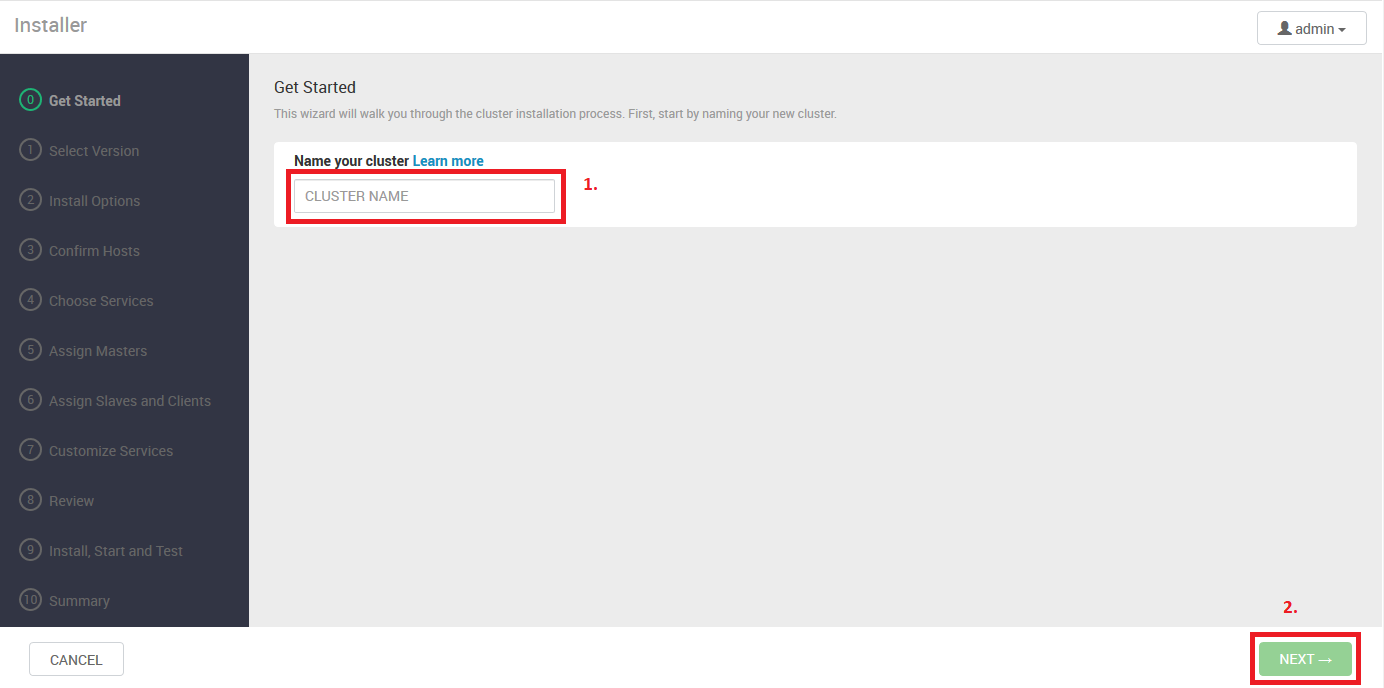 Installer
admin
0 Get Started
1 Select Version
2 Install Options
3 Confirm Hosts
4 Choose Services
5 Assign Masters
6 Assign Slaves and Clients
7 Customize Services
8 Review
9 Install, Start and Test
10 Summary
Get Started
This wizard will walk you through the cluster installation process. First, start by naming your new cluster.
Name your cluster Learn more
CLUSTER NAME
1.
2.
CANCEL
NEXT →